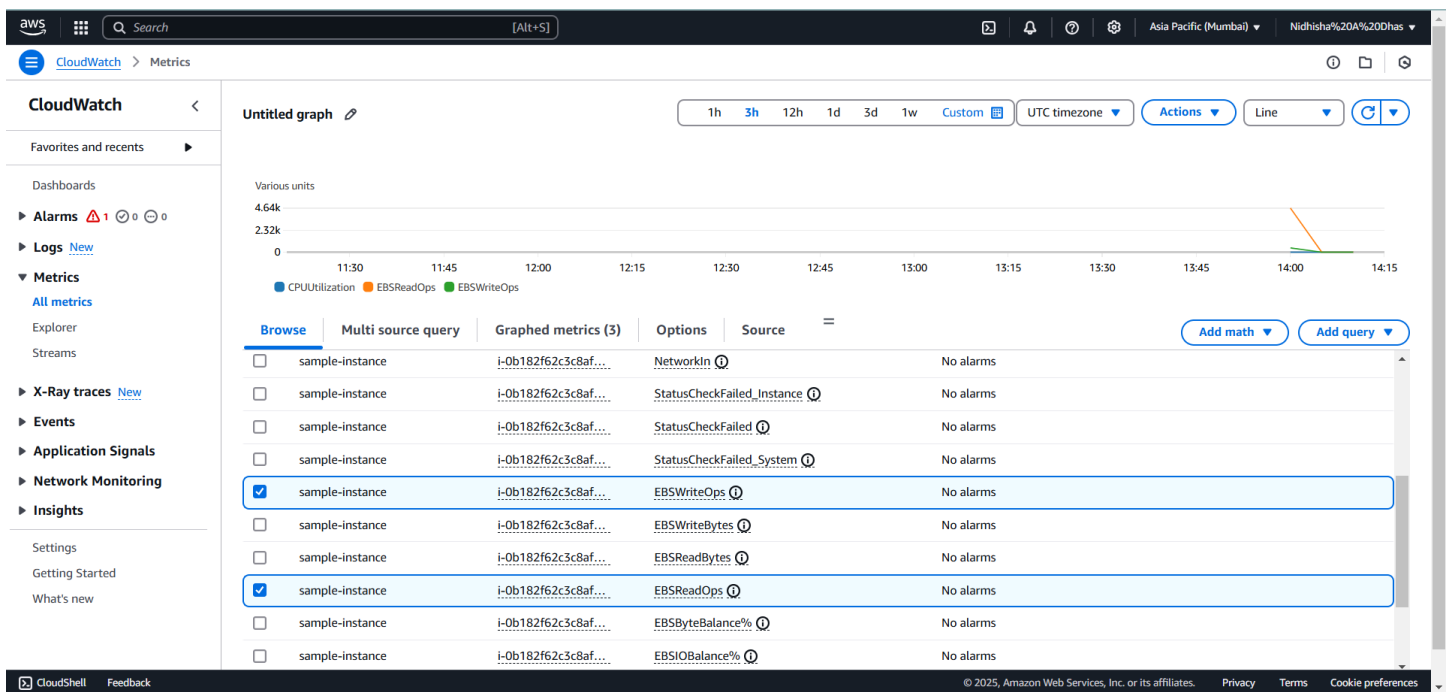 aws
Search [Alt+S]
Asia Pacific (Mumbai) Nidhisha%20A%20Dhas
CloudWatch > Metrics
CloudWatch
Favorites and recents
Dashboards
Alarms 1 0 0
Logs New
Metrics
All metrics
Explorer
Streams
X-Ray traces New
Events
Application Signals
Network Monitoring
Insights
Settings
Getting Started
What's new
Untitled graph
1h 3h 12h 1d 3d 1w Custom UTC timezone Actions Line
Various units
4.64k
2.32k
0
11:30 11:45 12:00 12:15 12:30 12:45 13:00 13:15 13:30 13:45 14:00 14:15
CPUUtilization EBSReadOps EBSWriteOps
Browse Multi source query Graphed metrics (3) Options Source Add math Add query
sample-instance i-0b182f62c3c8af... NetworkIn No alarms
sample-instance i-0b182f62c3c8af... StatusCheckFailed_Instance No alarms
sample-instance i-0b182f62c3c8af... StatusCheckFailed No alarms
sample-instance i-0b182f62c3c8af... StatusCheckFailed_System No alarms
sample-instance i-0b182f62c3c8af... EBSWriteOps No alarms
sample-instance i-0b182f62c3c8af... EBSWriteBytes No alarms
sample-instance i-0b182f62c3c8af... EBSReadBytes No alarms
sample-instance i-0b182f62c3c8af... EBSReadOps No alarms
sample-instance i-0b182f62c3c8af... EBSByteBalance% No alarms
sample-instance i-0b182f62c3c8af... EBSIOBalance% No alarms
CloudShell Feedback © 2025, Amazon Web Services, Inc. or its affiliates. Privacy Terms Cookie preferences